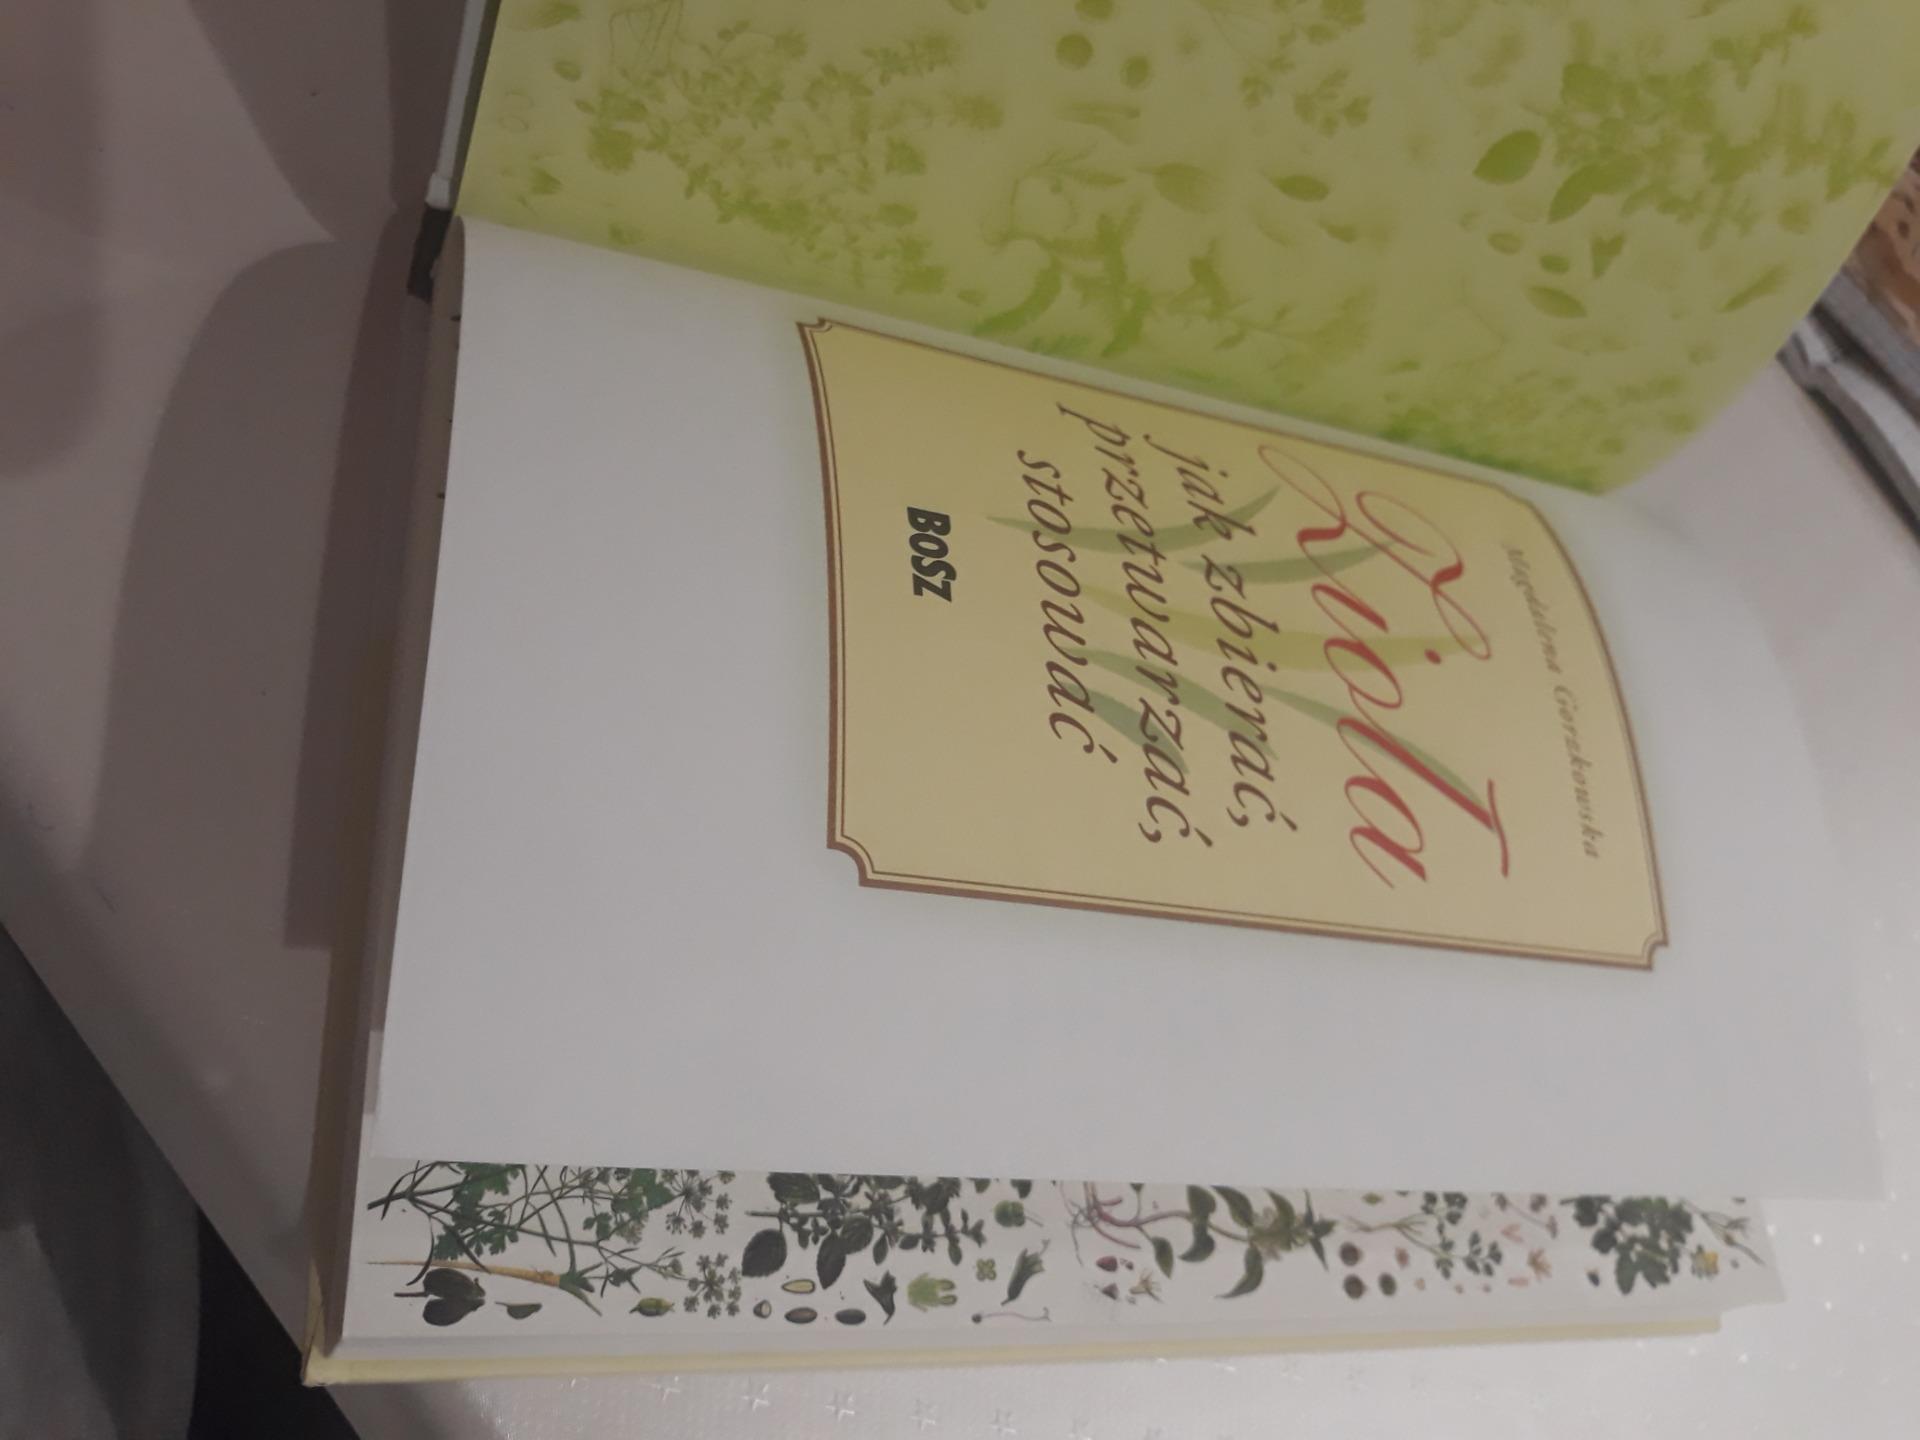 Magdalena Gorzkowska
Zioła
jak zbierać,
przetwarzać,
stosować
BOSZ